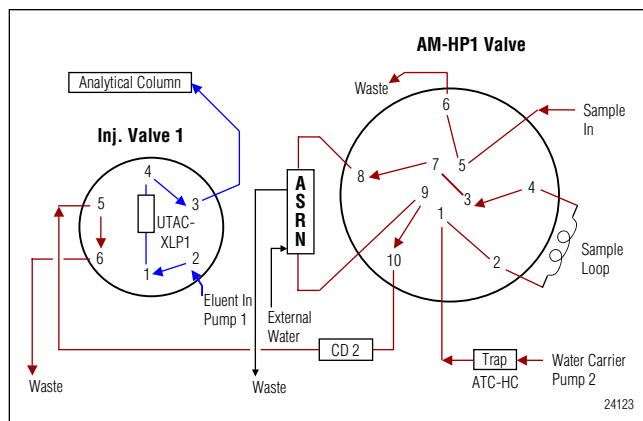 AM-HP1 Valve
Waste
6
Analytical Column
Sample
In
Inj. Valve 1
5
7
8
A
S
R
N
4
3
9
3
4
5
UTAC-
XLP1
1
2
Sample
Loop
6
10
2
1
Eluent In
Pump 1
External
Water
CD 2
Trap
Water Carrier
Pump 2
ATC-HC
Waste
Waste
24123